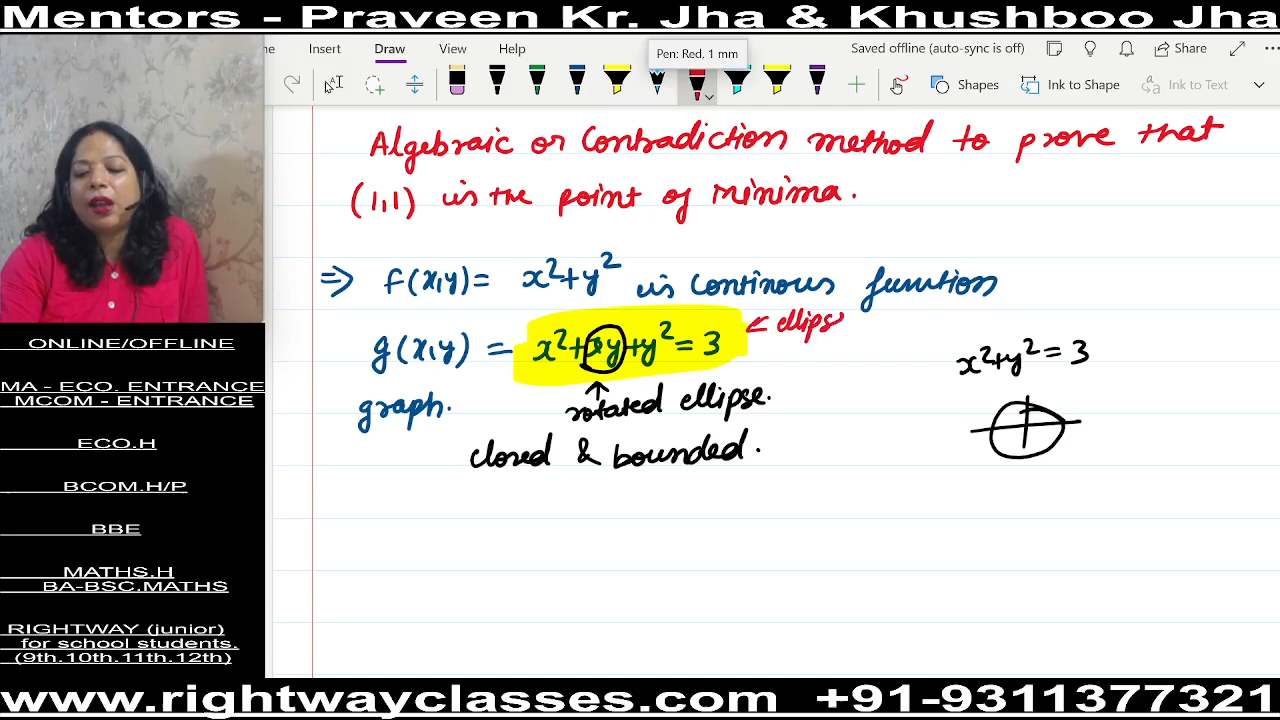 Mentors - Praveen Kr. Jha & Khushboo Jha
Insert Draw View Help
Pen: Red, 1 mm
Saved offline (auto-sync is off)
Share
Shapes
Ink to Shape
Ink to Text
Algebraic or Contradiction method to prove that
(1,1) is the point of minima.
⇒ f(x,y) = x²+y² is continous function
g(x,y) = x²+xy+y² = 3 ← ellips
x²+y² = 3
graph. ↑ rotated ellipse.
closed & bounded.
ONLINE/OFFLINE
MA - ECO. ENTRANCE
MCOM - ENTRANCE
ECO.H
BCOM.H/P
BBE
MATHS.H
BA-BSC.MATHS
RIGHTWAY (junior)
for school students.
(9th.10th.11th.12th)
www.rightwayclasses.com +91-9311377321